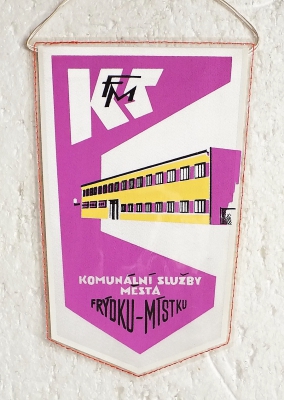 KS
FM
KOMUNÁLNÍ SLUŽBY
MĚSTA
FRÝDKU-MÍSTKU